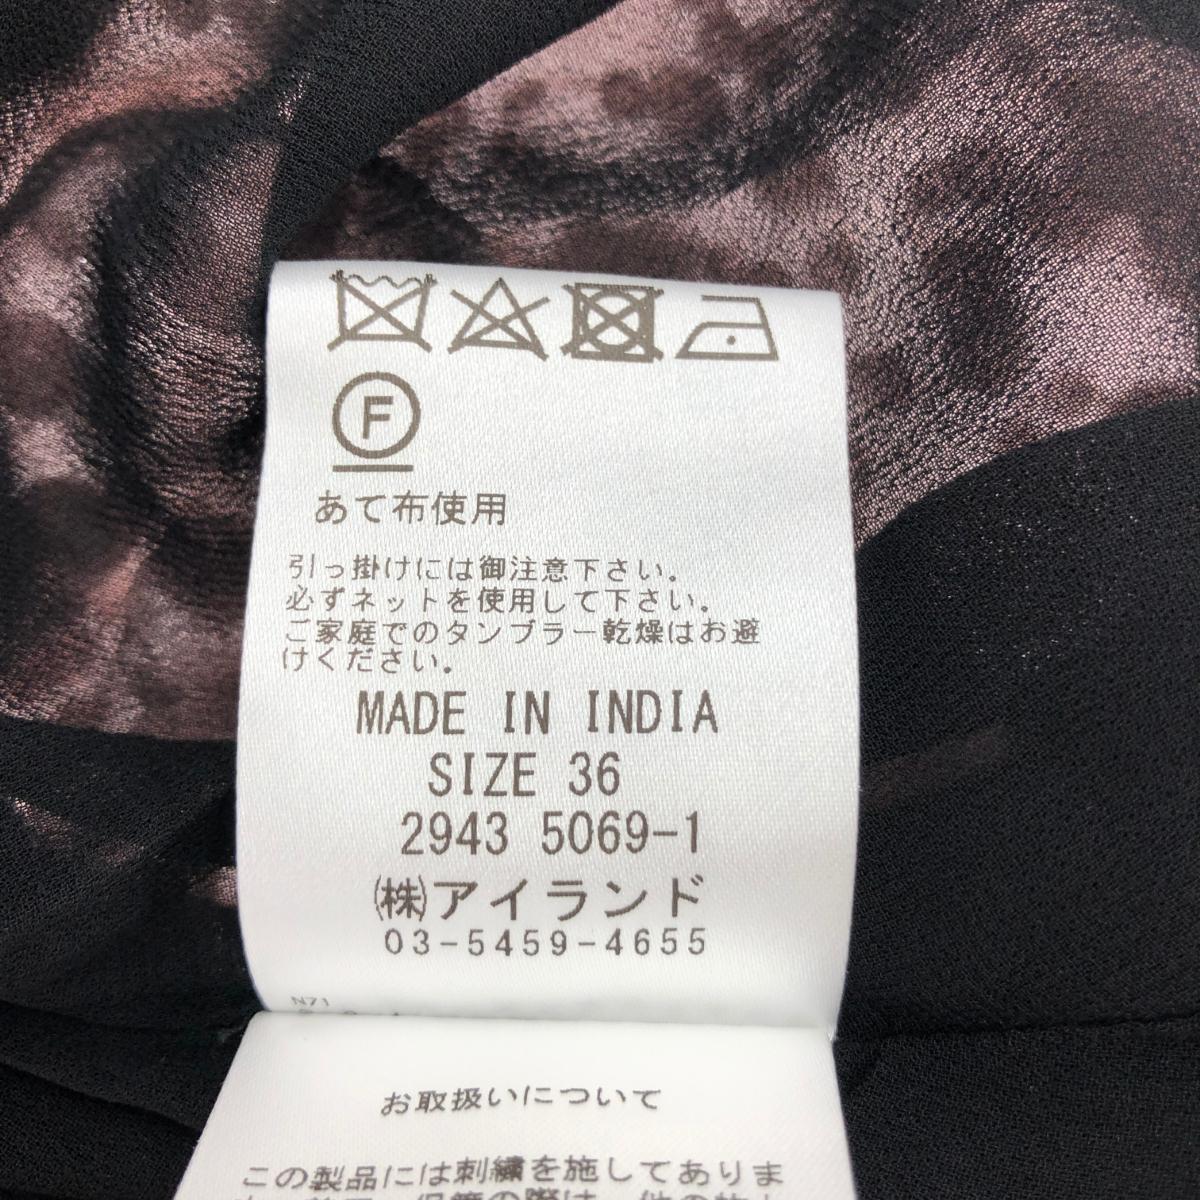 F
あて布使用
引っ掛けには御注意下さい。
必ずネットを使用して下さい。
ご家庭でのタンブラー乾燥はお避
けください。
MADE IN INDIA
SIZE 36
2943 5069-1
㈱アイランド
03-5459-4655
N71
お取扱いについて
この製品には刺繍を施してありま